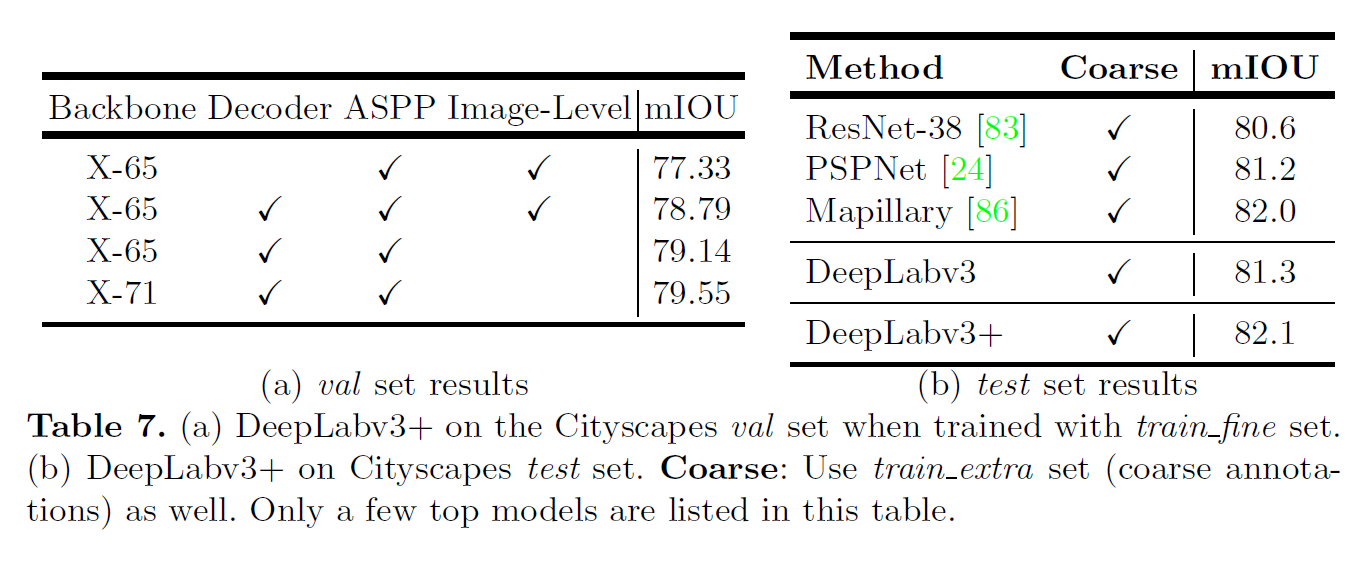 Backbone Decoder ASPP Image-Level mIOU
X-65 ✓ ✓ 77.33
X-65 ✓ ✓ ✓ 78.79
X-65 ✓ ✓ 79.14
X-71 ✓ ✓ 79.55
(a) val set results
Method Coarse mIOU
ResNet-38 [83] ✓ 80.6
PSPNet [24] ✓ 81.2
Mapillary [86] ✓ 82.0
DeepLabv3 ✓ 81.3
DeepLabv3+ ✓ 82.1
(b) test set results
Table 7. (a) DeepLabv3+ on the Cityscapes val set when trained with train_fine set.
(b) DeepLabv3+ on Cityscapes test set. Coarse: Use train_extra set (coarse annota-
tions) as well. Only a few top models are listed in this table.